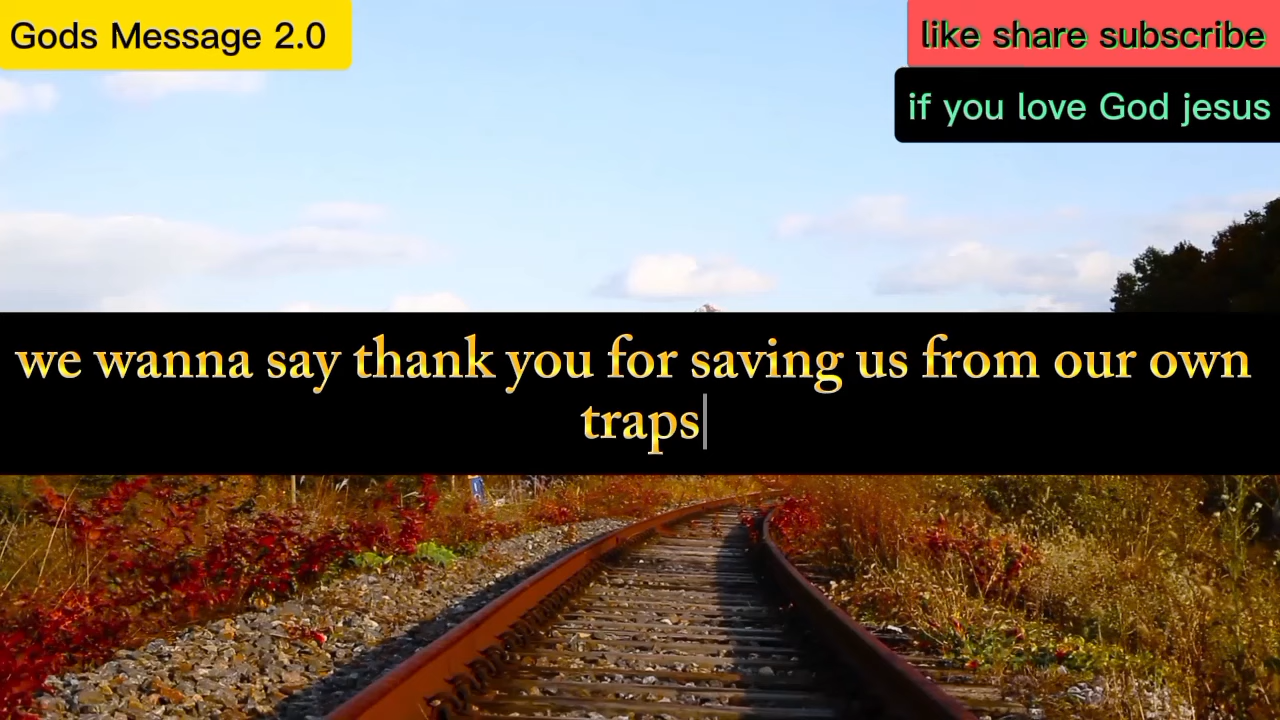 Gods Message 2.0
like share subscribe
if you love God jesus
we wanna say thank you for saving us from our own
traps